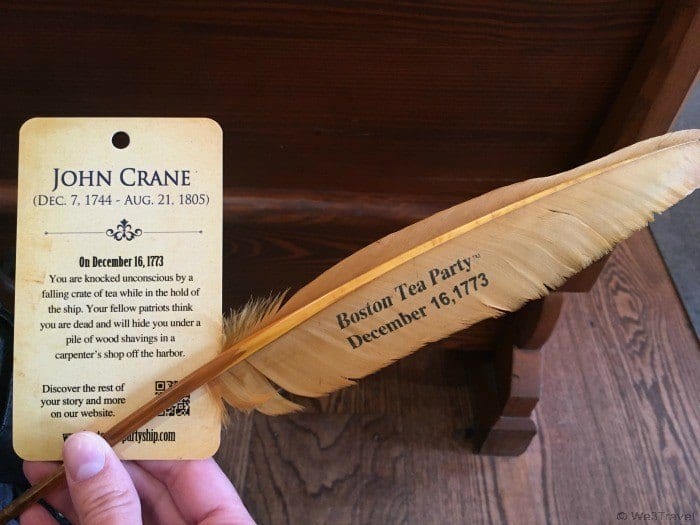 JOHN CRANE
(DEC. 7, 1744 - AUG. 21, 1805)
On December 16, 1773
You are knocked unconscious by a
falling crate of tea while in the hold of
the ship. Your fellow patriots think
you are dead and will hide you under a
pile of wood shavings in a
carpenter's shop off the harbor.
Discover the rest of
your story and more
on our website.
partyship.com
Boston Tea Party™
December 16,1773
© We3Travel